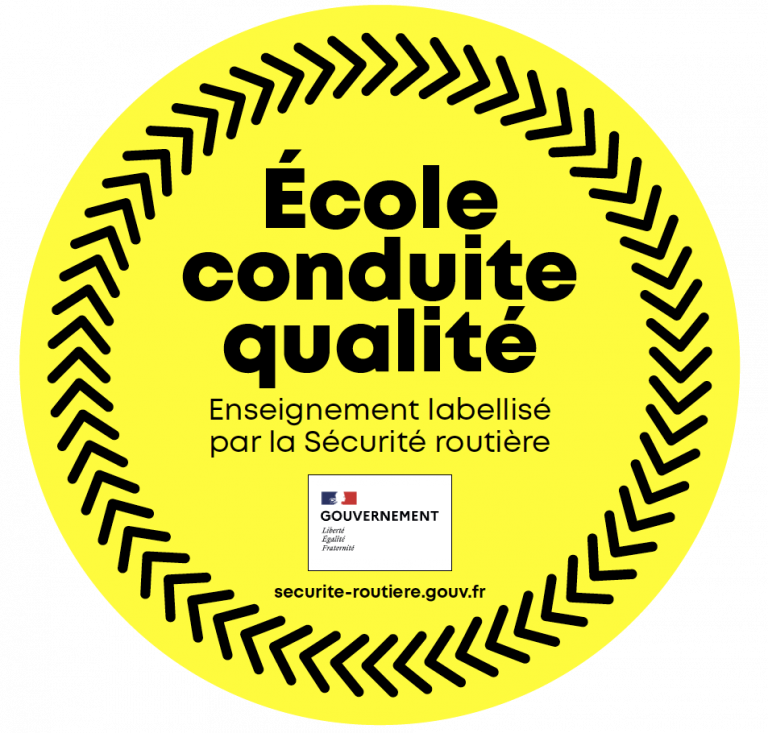 École
conduite
qualité
Enseignement labellisé
par la Sécurité routière
GOUVERNEMENT
Liberté
Égalité
Fraternité
securite-routiere.gouv.fr